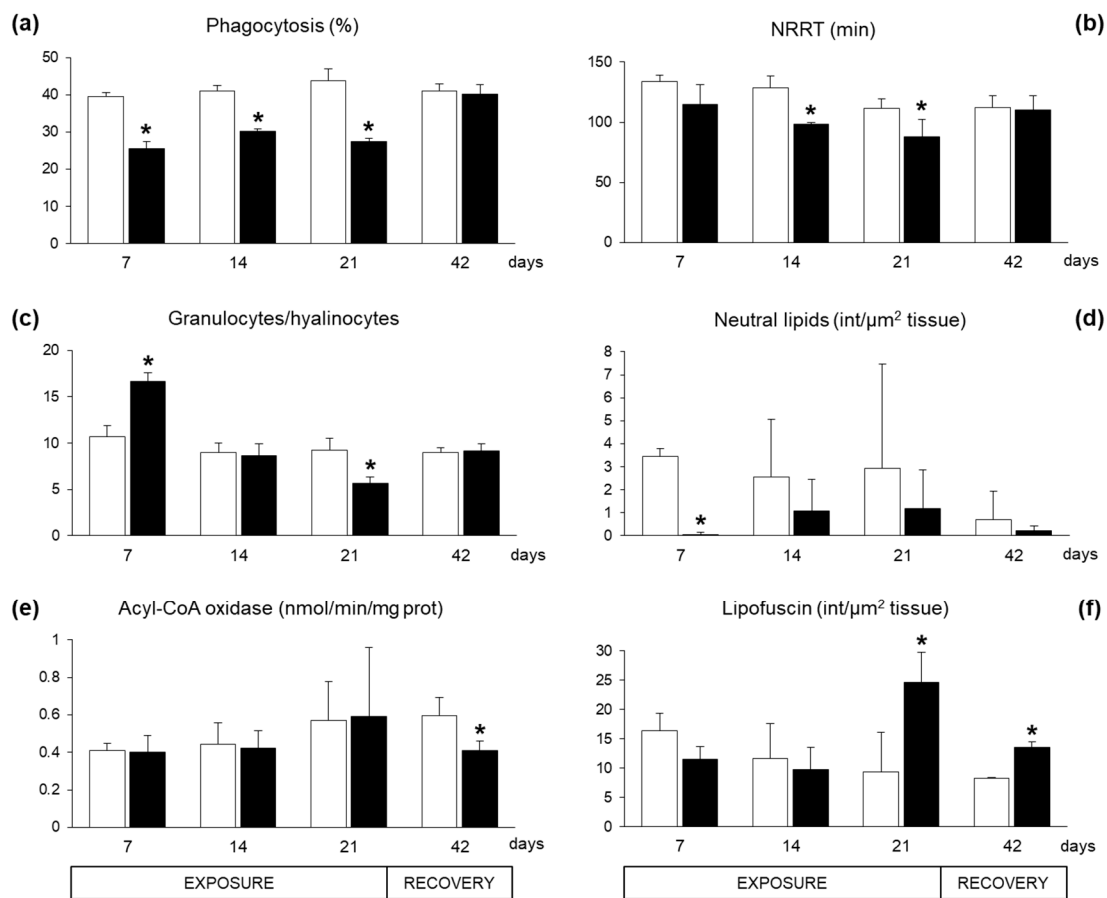 (a) Phagocytosis (%)
50
40
30
20
10
0
* * *
7 14 21 42 days
NRRT (min) (b)
150
100
50
0
* *
7 14 21 42 days
(c) Granulocytes/hyalinocytes
20
15
10
5
0
* *
7 14 21 42 days
Neutral lipids (int/µm² tissue) (d)
8
7
6
5
4
3
2
1
0
*
7 14 21 42 days
(e) Acyl-CoA oxidase (nmol/min/mg prot)
1
0.8
0.6
0.4
0.2
0
*
7 14 21 42 days
EXPOSURE RECOVERY
Lipofuscin (int/µm² tissue) (f)
30
25
20
15
10
5
0
* *
7 14 21 42 days
EXPOSURE RECOVERY